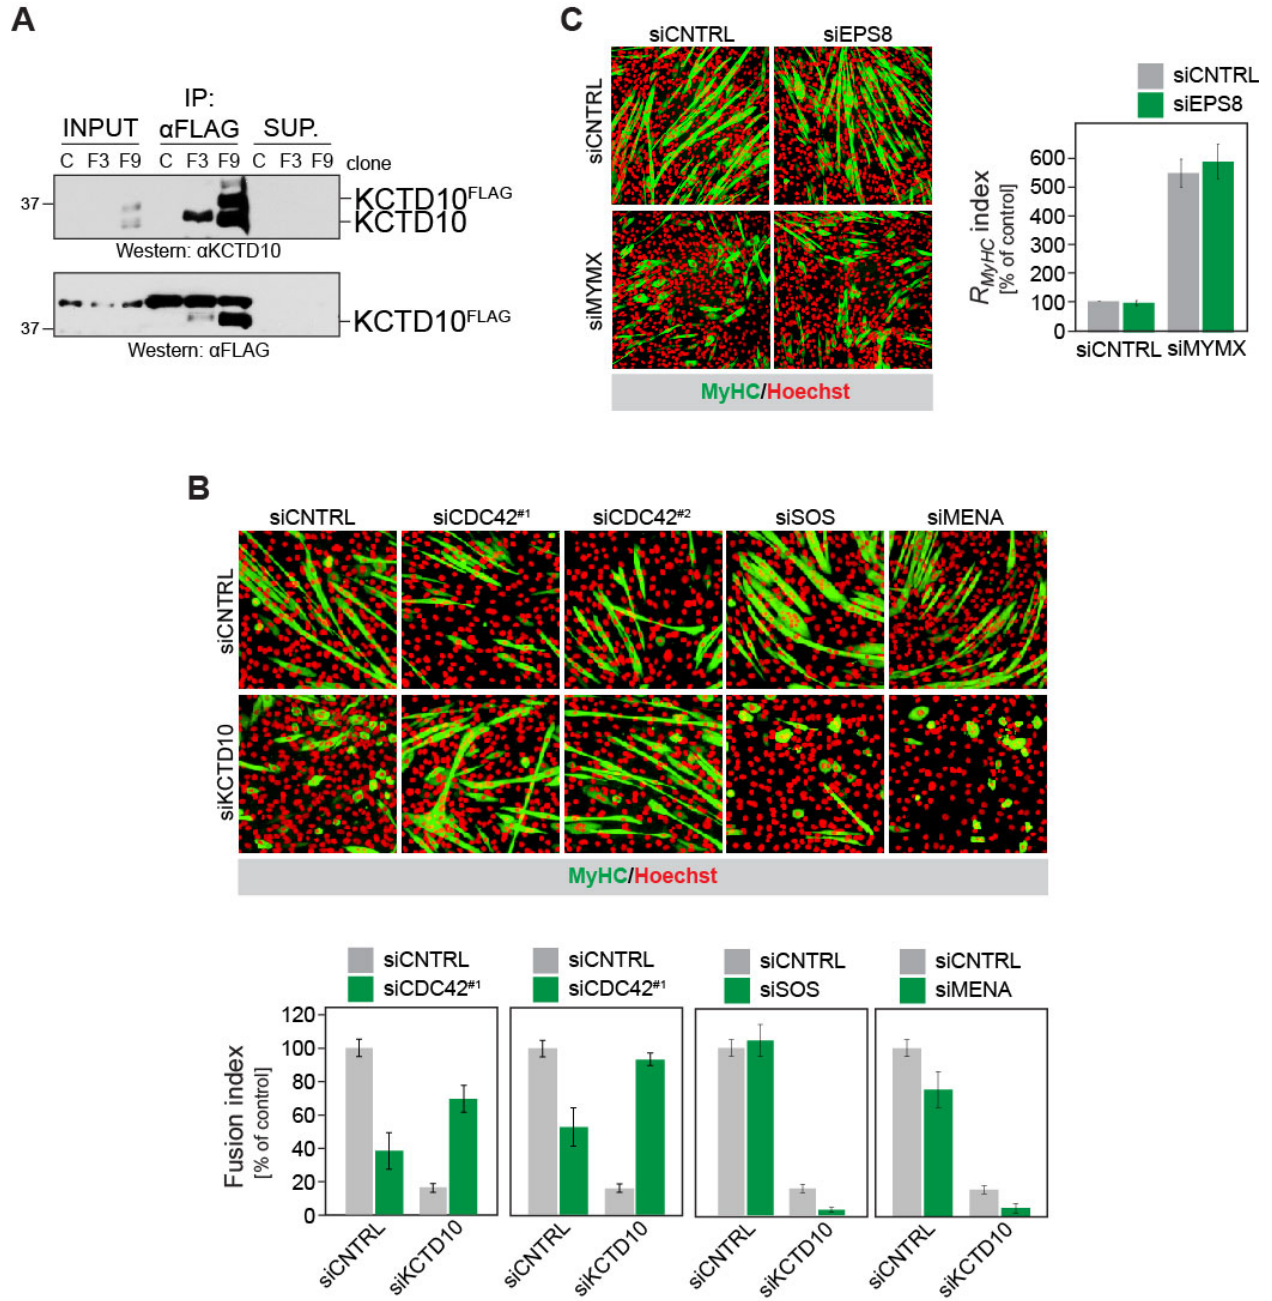 A
IP:
INPUT αFLAG SUP.
C F3 F9 C F3 F9 C F3 F9 clone
37
KCTD10FLAG
KCTD10
Western: αKCTD10
37
KCTD10FLAG
Western: αFLAG
C
siCNTRL siEPS8
siCNTRL
siMYMX
MyHC/Hoechst
siCNTRL
siEPS8
RMyHC index
[% of control]
600
500
400
300
200
100
0
siCNTRL siMYMX
B
siCNTRL siCDC42#1 siCDC42#2 siSOS siMENA
siCNTRL
siKCTD10
MyHC/Hoechst
siCNTRL
siCDC42#1
siCNTRL
siCDC42#1
siCNTRL
siSOS
siCNTRL
siMENA
Fusion index
[% of control]
120
100
80
60
40
20
0
siCNTRL siKCTD10 siCNTRL siKCTD10 siCNTRL siKCTD10 siCNTRL siKCTD10